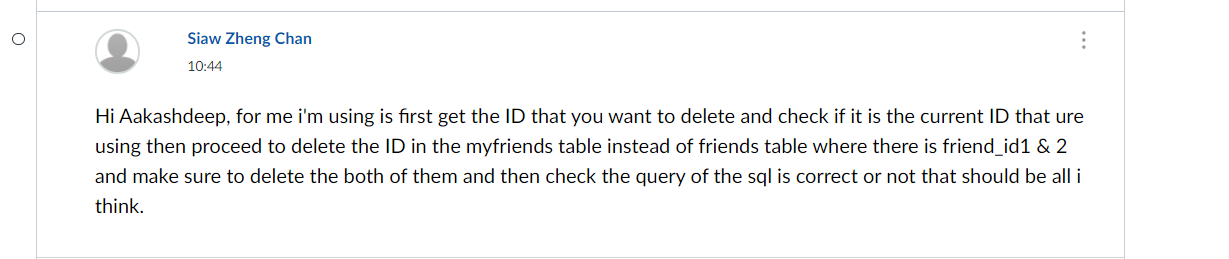 Siaw Zheng Chan
10:44
Hi Aakashdeep, for me i'm using is first get the ID that you want to delete and check if it is the current ID that ure
using then proceed to delete the ID in the myfriends table instead of friends table where there is friend_id1 & 2
and make sure to delete the both of them and then check the query of the sql is correct or not that should be all i
think.